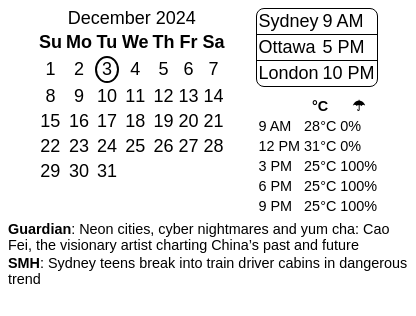 December 2024
Su Mo Tu We Th Fr Sa
1 2 3 4 5 6 7
8 9 10 11 12 13 14
15 16 17 18 19 20 21
22 23 24 25 26 27 28
29 30 31
Sydney 9 AM
Ottawa 5 PM
London 10 PM
°C ☂
9 AM 28°C 0%
12 PM 31°C 0%
3 PM 25°C 100%
6 PM 25°C 100%
9 PM 25°C 100%
Guardian: Neon cities, cyber nightmares and yum cha: Cao
Fei, the visionary artist charting China’s past and future
SMH: Sydney teens break into train driver cabins in dangerous
trend